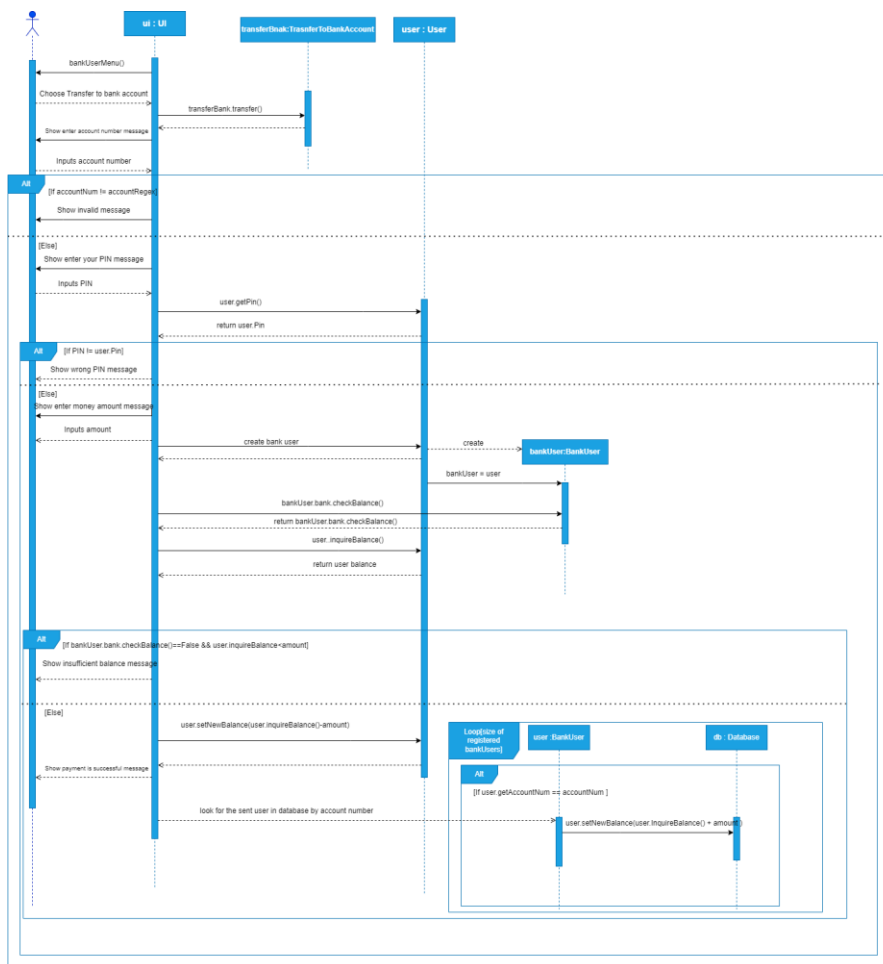 ui : UI
transferBnak:TrasnferToBankAccount
user : User
bankUserMenu()
Choose Transfer to bank account
transferBank.transfer()
Show enter account number message
Inputs account number
Alt
[If accountNum != accountRegex]
Show invalid message
[Else]
Show enter your PIN message
Inputs PIN
user.getPin()
return user.Pin
Alt
[If PIN != user.Pin]
Show wrong PIN message
[Else]
Show enter money amount message
Inputs amount
create bank user
create
bankUser:BankUser
bankUser = user
bankUser.bank.checkBalance()
return bankUser.bank.checkBalance()
user..inquireBalance()
return user balance
Alt
[If bankUser.bank.checkBalance()==False && user.inquireBalance<amount]
Show insufficient balance message
[Else]
user.setNewBalance(user.inquireBalance()-amount)
Loop[size of
registered
bankUsers]
user :BankUser
db : Database
Show payment is successful message
Alt
[If user.getAccountNum == accountNum ]
look for the sent user in database by account number
user.setNewBalance(user.InquireBalance() + amount)